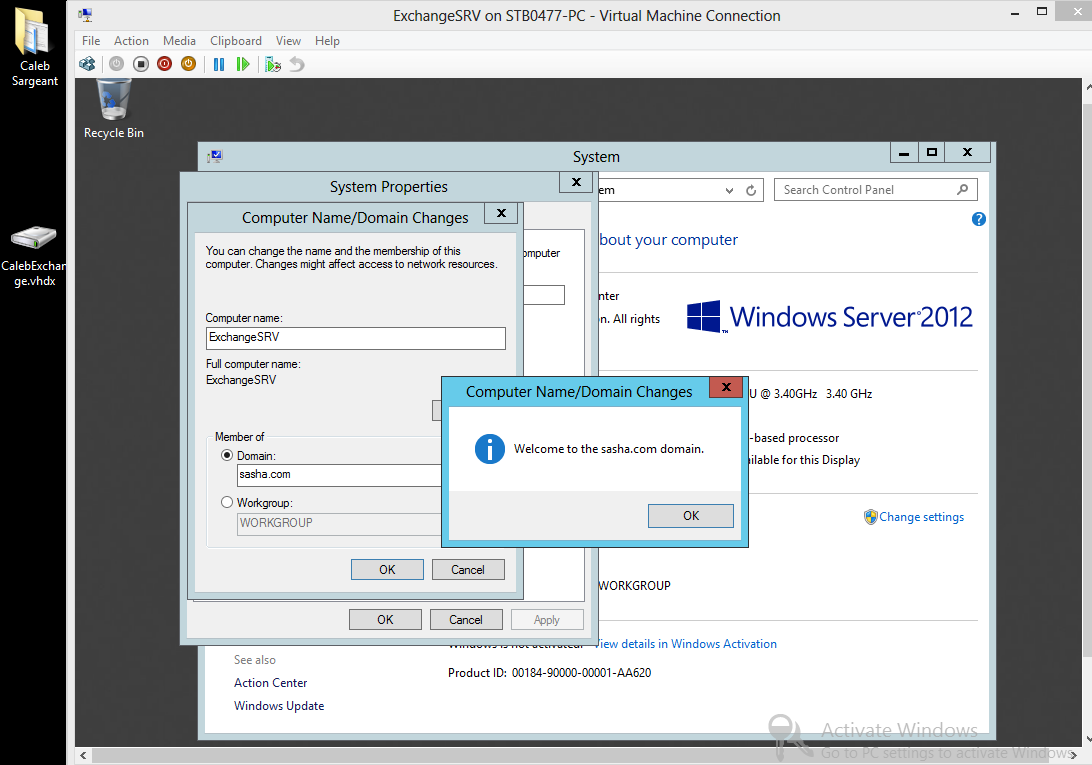 Caleb
Sargeant
CalebExchan
ge.vhdx
ExchangeSRV on STB0477-PC - Virtual Machine Connection
File Action Media Clipboard View Help
Recycle Bin
System
Search Control Panel
System Properties
Computer Name/Domain Changes
You can change the name and the membership of this
computer. Changes might affect access to network resources.
Computer name:
ExchangeSRV
Full computer name:
ExchangeSRV
Member of
Domain:
sasha.com
Workgroup:
WORKGROUP
OK Cancel
OK Cancel Apply
Computer Name/Domain Changes
Welcome to the sasha.com domain.
OK
bout your computer
n. All rights
Windows Server 2012
U @ 3.40GHz 3.40 GHz
-based processor
ilable for this Display
Change settings
WORKGROUP
Windows is not activated. View details in Windows Activation
Product ID: 00184-90000-00001-AA620
See also
Action Center
Windows Update
Activate Windows
Go to PC settings to activate Windows.